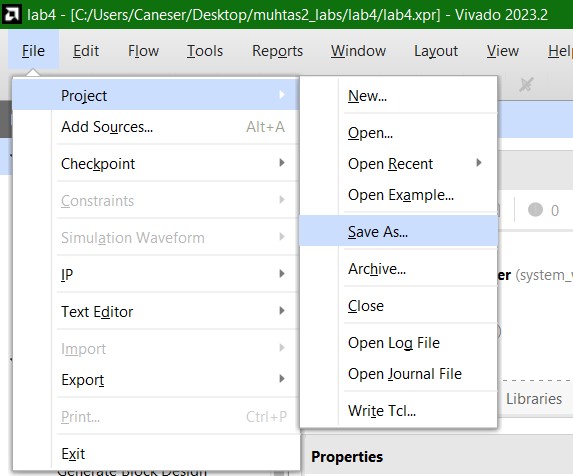 lab4 - [C:/Users/Caneser/Desktop/muhtas2_labs/lab4/lab4.xpr] - Vivado 2023.2
File Edit Flow Tools Reports Window Layout View Help
Project
Add Sources... Alt+A
Checkpoint
Constraints
Simulation Waveform
IP
Text Editor
Import
Export
Print... Ctrl+P
Exit
New...
Open...
Open Recent
Open Example...
Save As...
Archive...
Close
Open Log File
Open Journal File
Write Tcl...
0
er (system_
)
Libraries
Properties
Generate Block Design